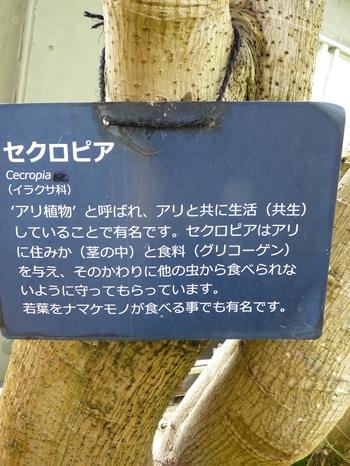 セクロピア
Cecropia
（イラクサ科）
‘アリ植物’と呼ばれ、アリと共に生活（共生）
していることで有名です。セクロピアはアリ
に住みか（茎の中）と食料（グリコーゲン）
を与え、そのかわりに他の虫から食べられな
いように守ってもらっています。
若葉をナマケモノが食べる事でも有名です。